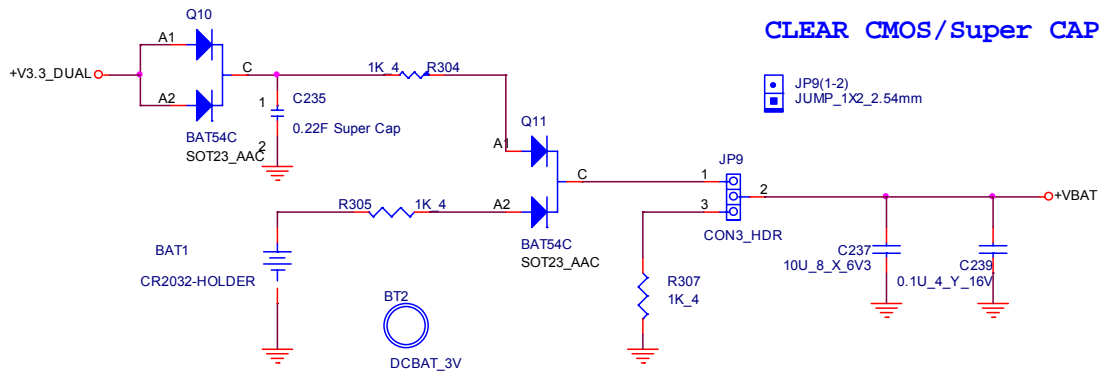 Q10
CLEAR CMOS/Super CAP
A1
+V3.3_DUAL
C
1K_4
R304
A2
1
C235
JP9(1-2)
JUMP_1X2_2.54mm
0.22F Super Cap
Q11
BAT54C
2
SOT23_AAC
A1
JP9
C
1
2
+VBAT
R305
1K_4
A2
3
BAT1
BAT54C
SOT23_AAC
CON3_HDR
C237
10U_8_X_6V3
C239
0.1U_4_Y_16V
CR2032-HOLDER
R307
1K_4
BT2
DCBAT_3V